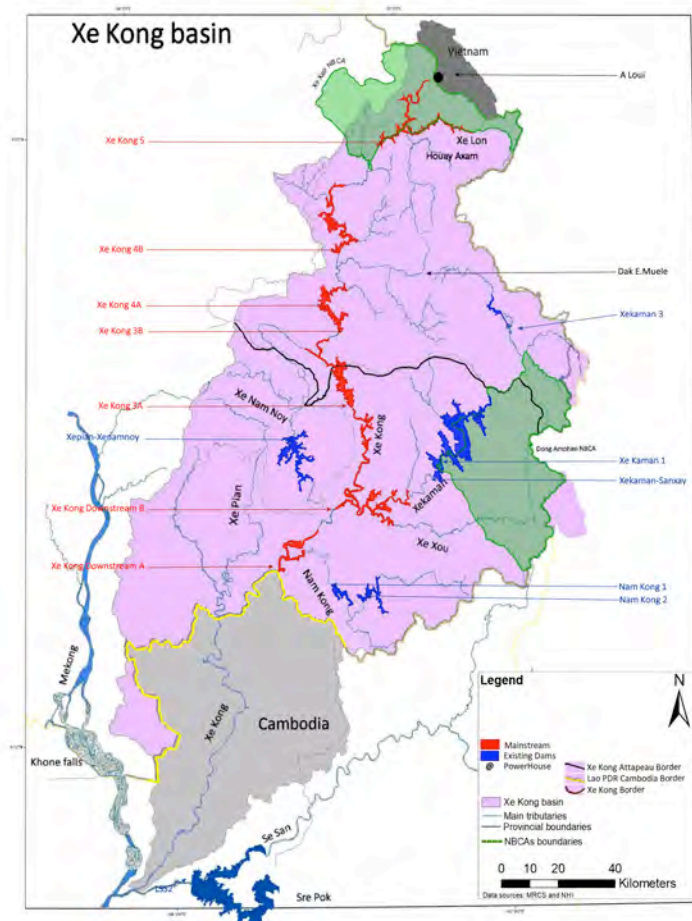 Xe Kong basin
Vietnam
Xe Xap NBCA
A Loui
Xe Kong 5
Xe Lon
Houay Axam
Xe Kong 4B
Dak E.Muele
Xe Kong 4A
Xekaman 3
Xe Kong 3B
Xe Nam Noy
Xe Kong 3A
Xe Kong
Xepian-Xenamnoy
Dong Amphan NBCA
Xe Kaman 1
Xekaman
Xekaman-Sanxay
Xe Pian
Xe Kong Downstream B
Xe Xou
Xe Kong Downstream A
Nam Kong
Nam Kong 1
Nam Kong 2
Mekong
Xe Kong
Cambodia
Khone falls
Se San
LSS2
Sre Pok
Legend
N
Mainstream
Existing Dams
PowerHouse
Xe Kong Attapeau Border
Lao PDR Cambodia Border
Xe Kong Border
Xe Kong basin
Main tributaries
Provincial boundaries
NBCAs boundaries
0 10 20 40
Kilometers
Data sources: MRCS and NHI